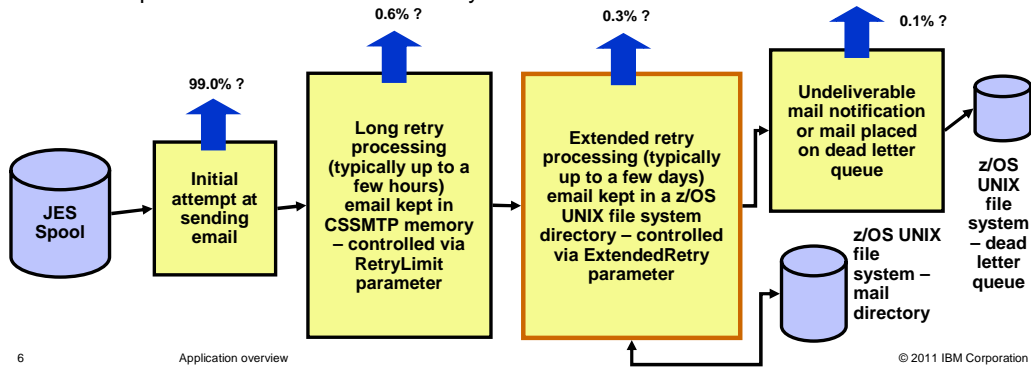 0.6% ?
0.3% ?
0.1% ?
99.0% ?
JES
Spool
Initial
attempt at
sending
email
Long retry
processing
(typically up to a
few hours)
email kept in
CSSMTP memory
– controlled via
RetryLimit
parameter
Extended retry
processing (typically
up to a few days)
email kept in a z/OS
UNIX file system
directory – controlled
via ExtendedRetry
parameter
Undeliverable
mail notification
or mail placed
on dead letter
queue
z/OS
UNIX
file
system
– dead
letter
queue
z/OS UNIX
file
system –
mail
directory
6
Application overview
© 2011 IBM Corporation